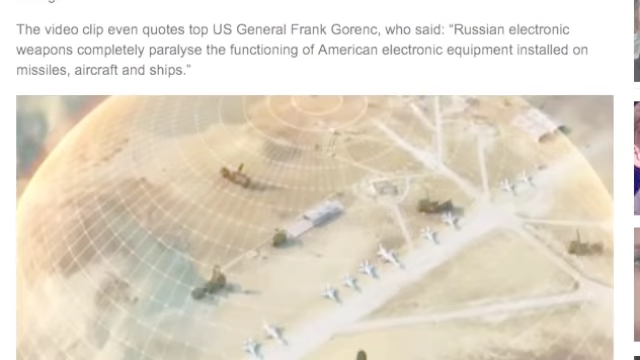 The video clip even quotes top US General Frank Gorenc, who said: “Russian electronic
weapons completely paralyse the functioning of American electronic equipment installed on
missiles, aircraft and ships.”